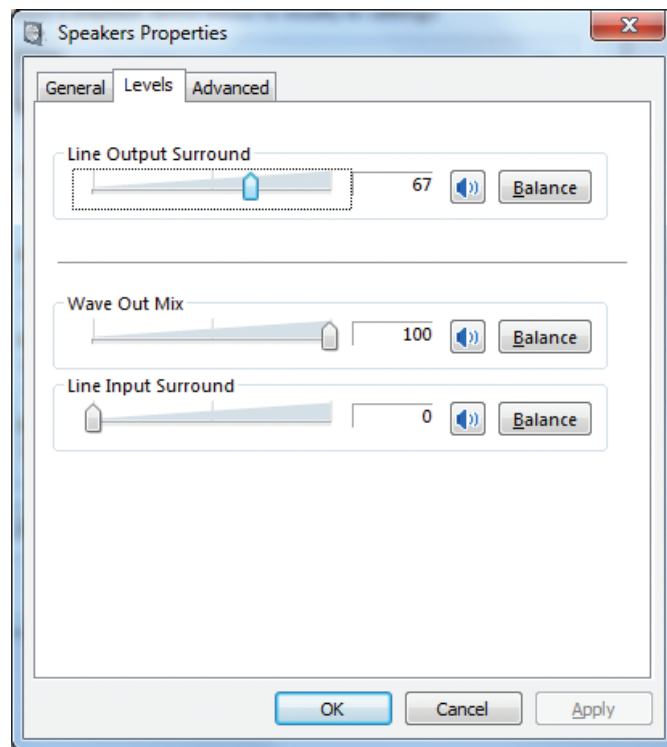 Speakers Properties
General Levels Advanced
Line Output Surround
67 Balance
Wave Out Mix
100 Balance
Line Input Surround
0 Balance
OK Cancel Apply